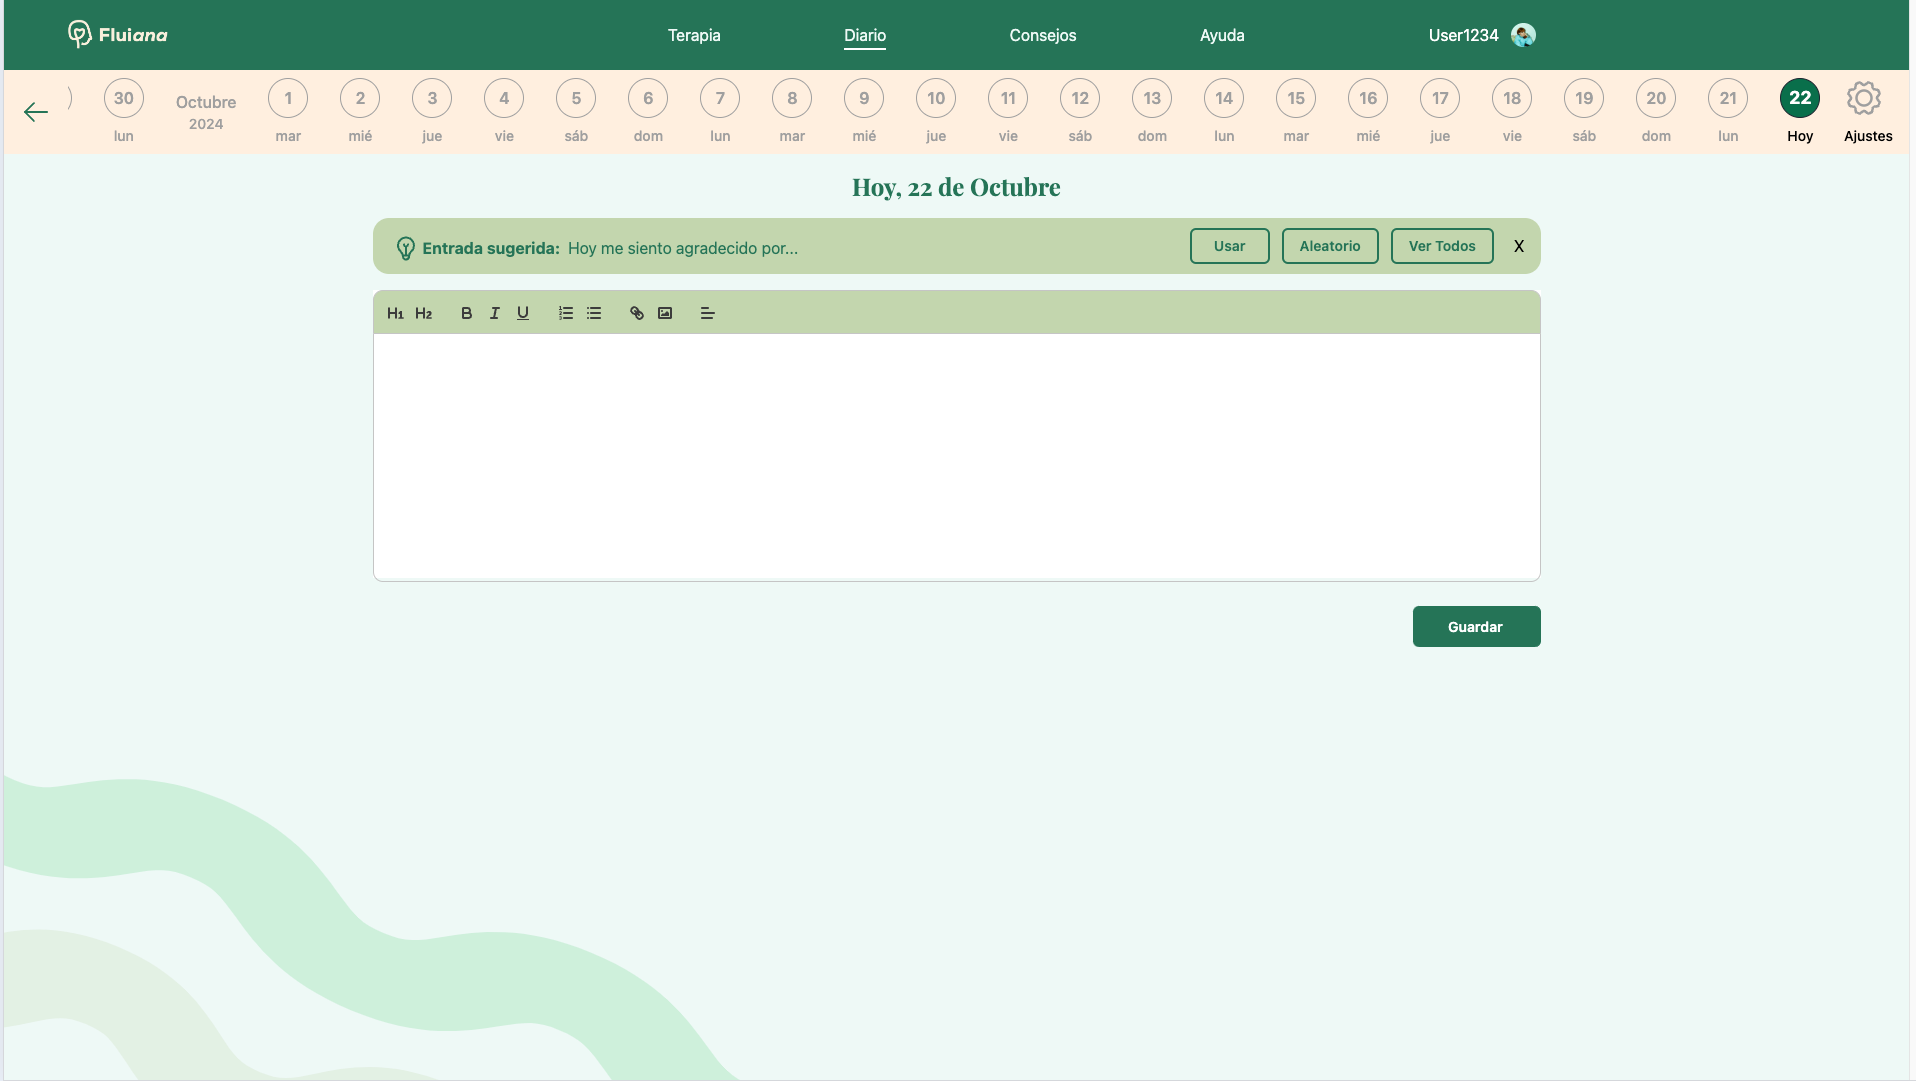 Fluiana
Terapia
Diario
Consejos
Ayuda
User1234
30
lun
Octubre
2024
1
mar
2
mié
3
jue
4
vie
5
sáb
6
dom
7
lun
8
mar
9
mié
10
jue
11
vie
12
sáb
13
dom
14
lun
15
mar
16
mié
17
jue
18
vie
19
sáb
20
dom
21
lun
22
Hoy
Ajustes
Hoy, 22 de Octubre
Entrada sugerida: Hoy me siento agradecido por...
Usar
Aleatorio
Ver Todos
X
H1 H2 B I U
Guardar